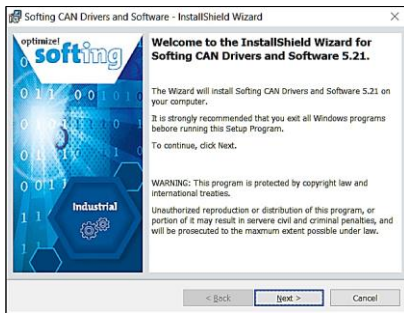 Softing CAN Drivers and Software - InstallShield Wizard
optimize!
softing
Industrial
Welcome to the InstallShield Wizard for
Softing CAN Drivers and Software 5.21.
The Wizard will install Softing CAN Drivers and Software 5.21 on
your computer.
It is strongly recommended that you exit all Windows programs
bebore running this Setup Program.
To continue, click Next.
WARNING: This program is protected by copyright law and
international treaties.
Unauthorized reproduction or distribution of this program, or
portion of it may result in servere civil and criminal penalties, and
will be prosecuted to the maxmum extent possible under law.
< Back
Next >
Cancel